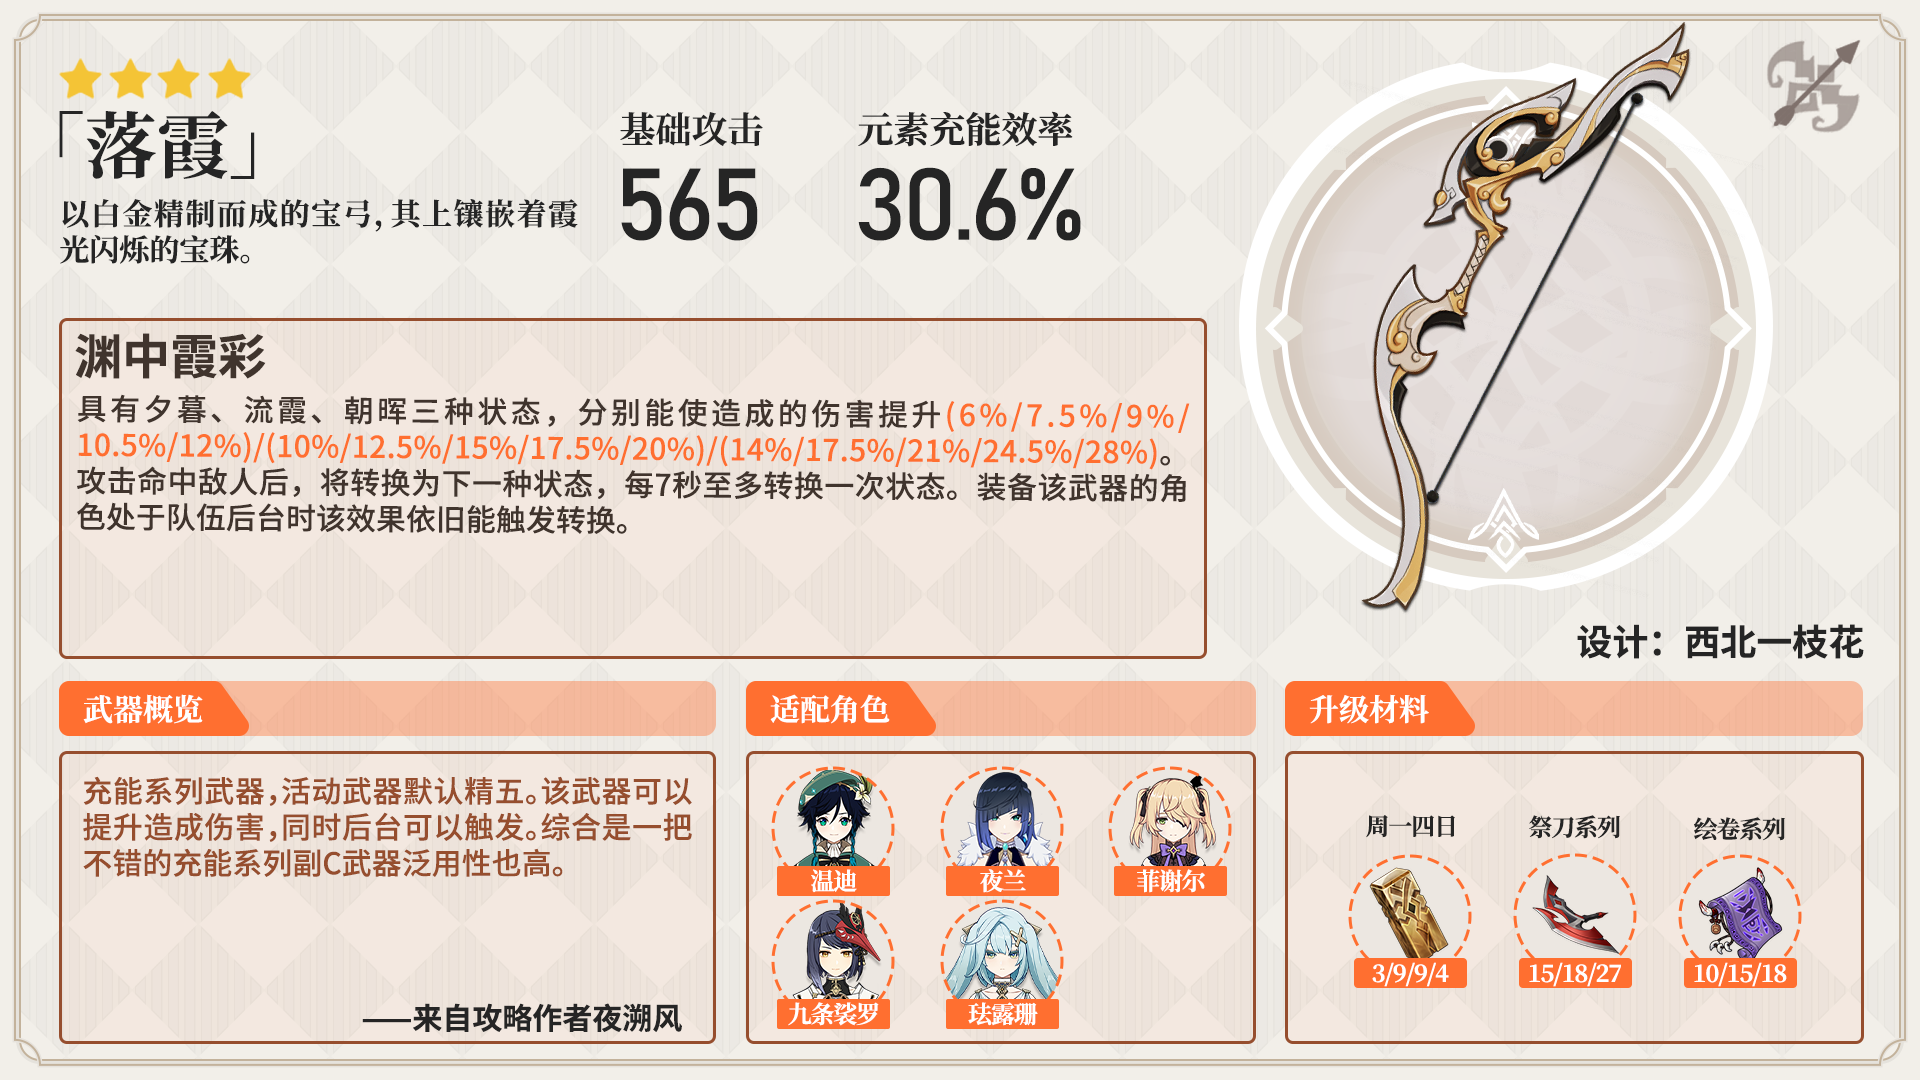 「落霞」
以白金精制而成的宝弓，其上镶嵌着霞
光闪烁的宝珠。
基础攻击
565
元素充能效率
30.6%
渊中霞彩
具有夕暮、流霞、朝晖三种状态，分别能使造成的伤害提升(6%/7.5%/9%/
10.5%/12%)/(10%/12.5%/15%/17.5%/20%)/(14%/17.5%/21%/24.5%/28%)。
攻击命中敌人后，将转换为下一种状态，每7秒至多转换一次状态。装备该武器的角
色处于队伍后台时该效果依旧能触发转换。
设计：西北一枝花
武器概览
充能系列武器，活动武器默认精五。该武器可以
提升造成伤害，同时后台可以触发。综合是一把
不错的充能系列副C武器泛用性也高。
——来自攻略作者夜溯风
适配角色
温迪
夜兰
菲谢尔
九条裟罗
珐露珊
升级材料
周一四日
祭刀系列
绘卷系列
3/9/9/4
15/18/27
10/15/18